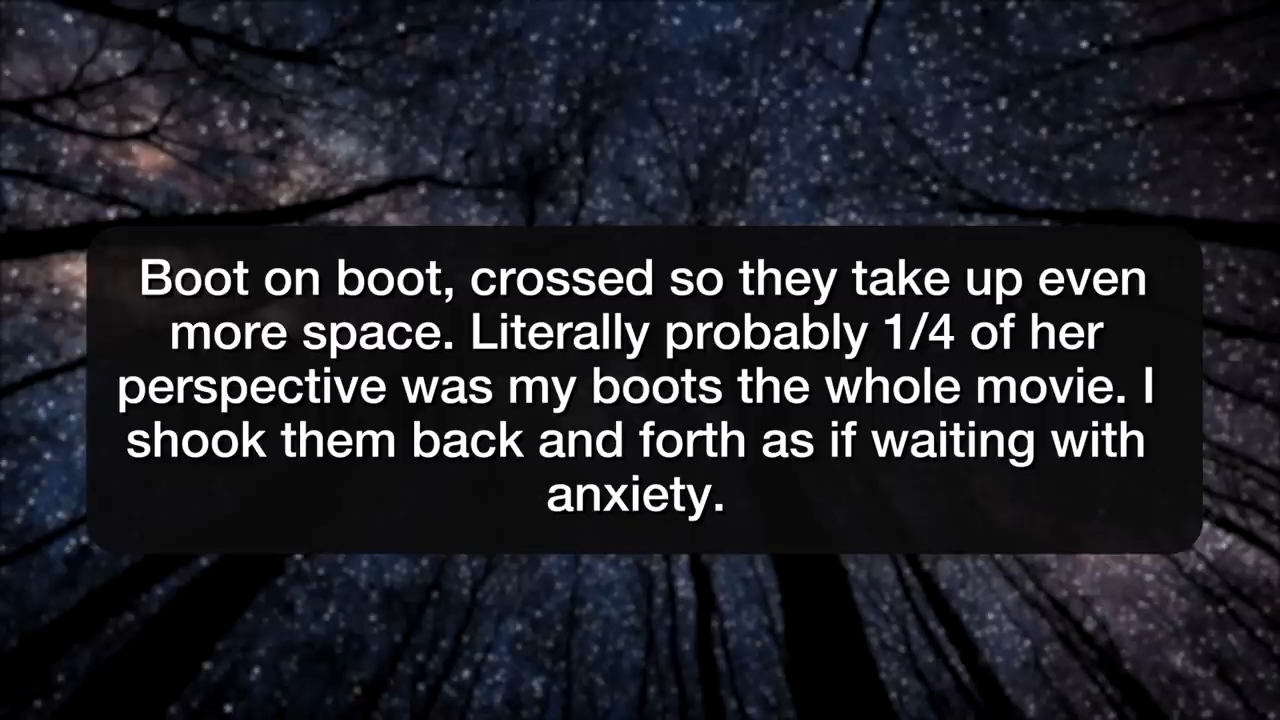 Boot on boot, crossed so they take up even
more space. Literally probably 1/4 of her
perspective was my boots the whole movie. I
shook them back and forth as if waiting with
anxiety.